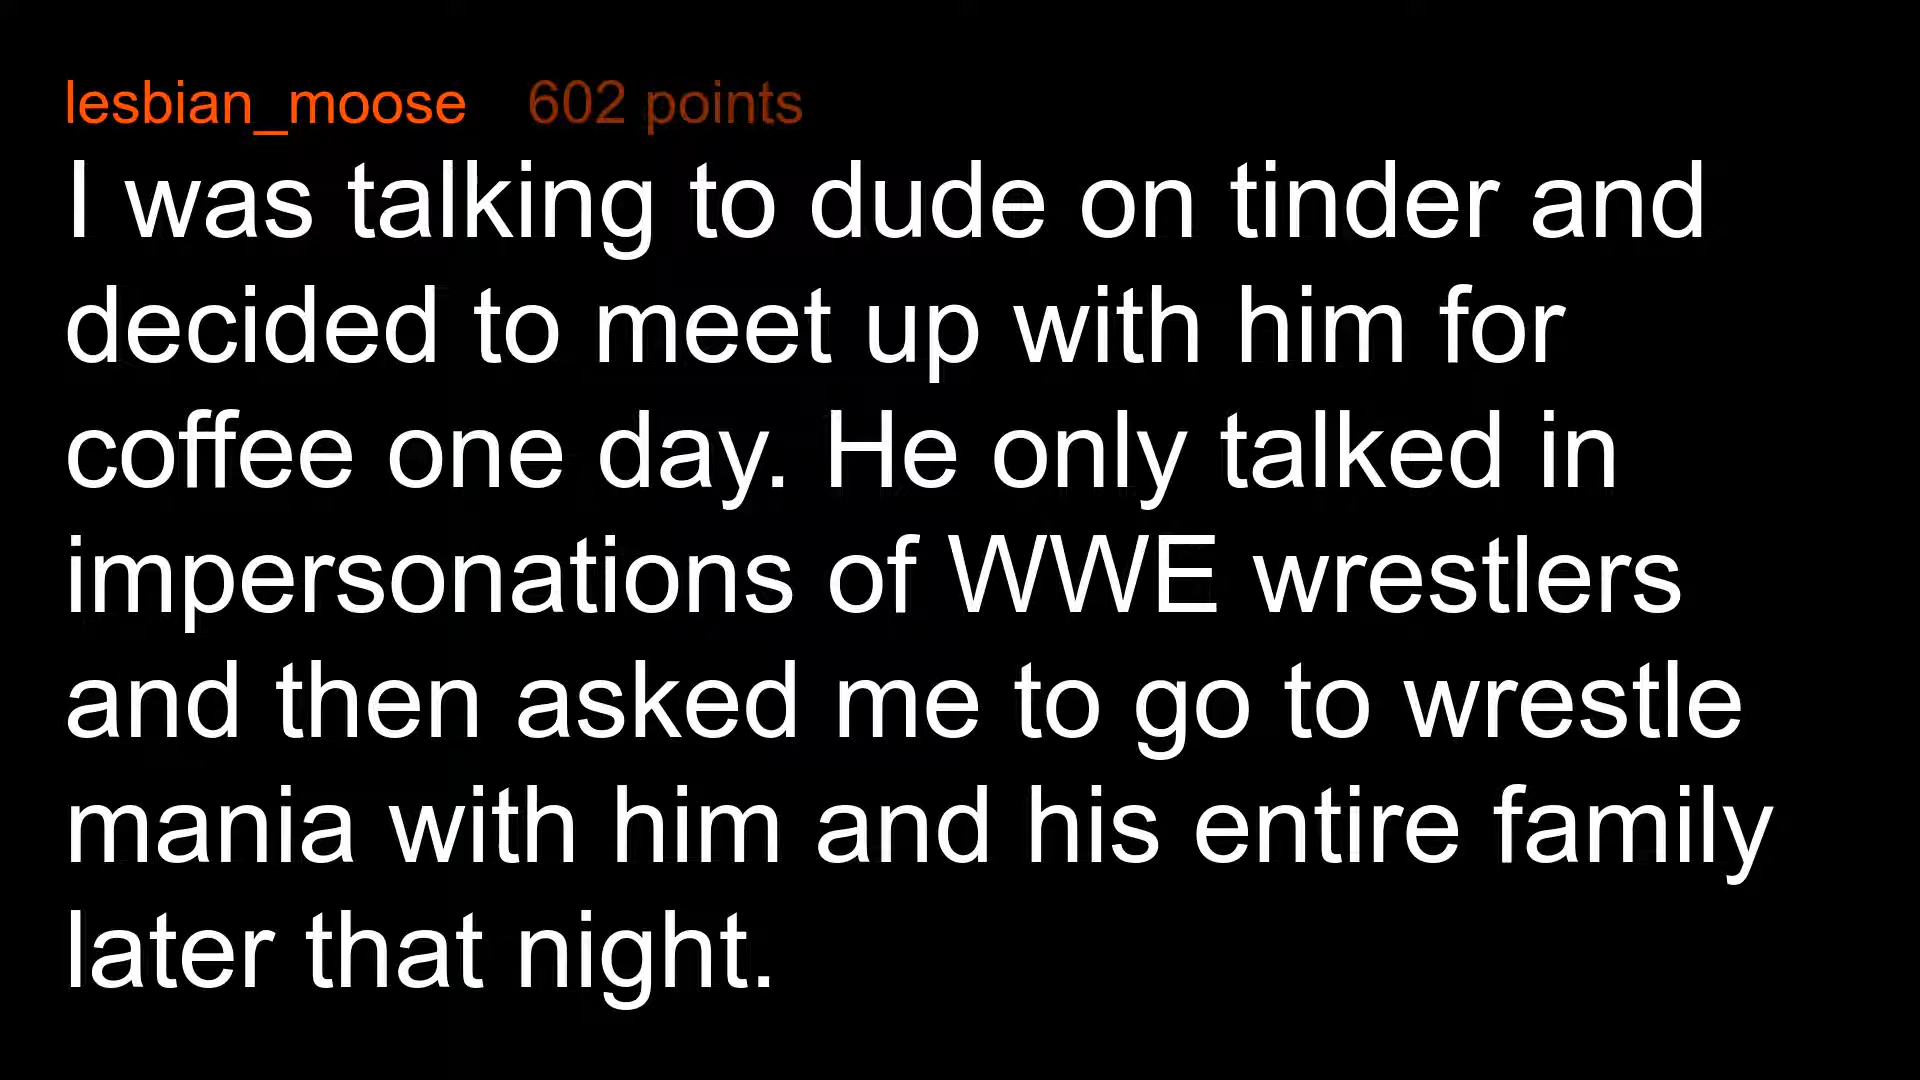 lesbian_moose 602 points
I was talking to dude on tinder and
decided to meet up with him for
coffee one day. He only talked in
impersonations of WWE wrestlers
and then asked me to go to wrestle
mania with him and his entire family
later that night.